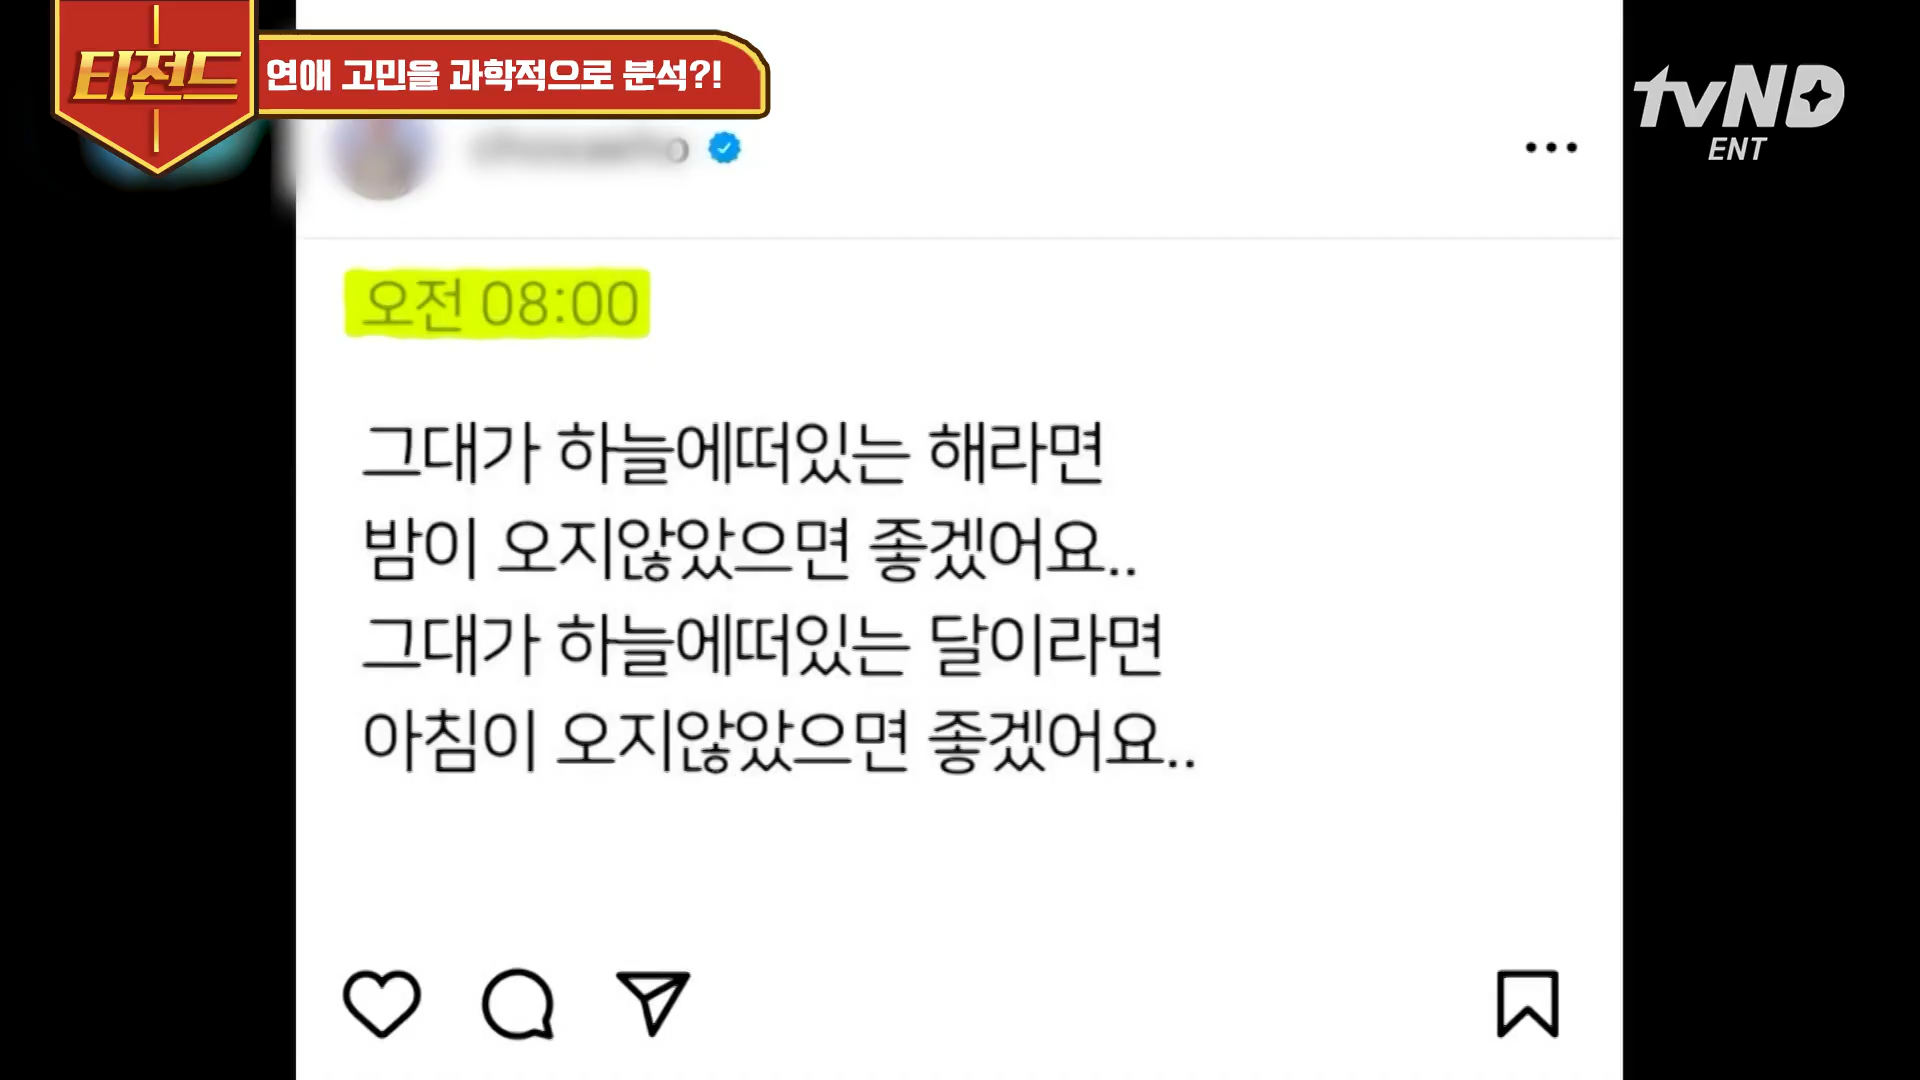 티전드
연애 고민을 과학적으로 분석?!
tvND
ENT
오전 08:00
그대가 하늘에떠있는 해라면
밤이 오지않았으면 좋겠어요..
그대가 하늘에떠있는 달이라면
아침이 오지않았으면 좋겠어요..